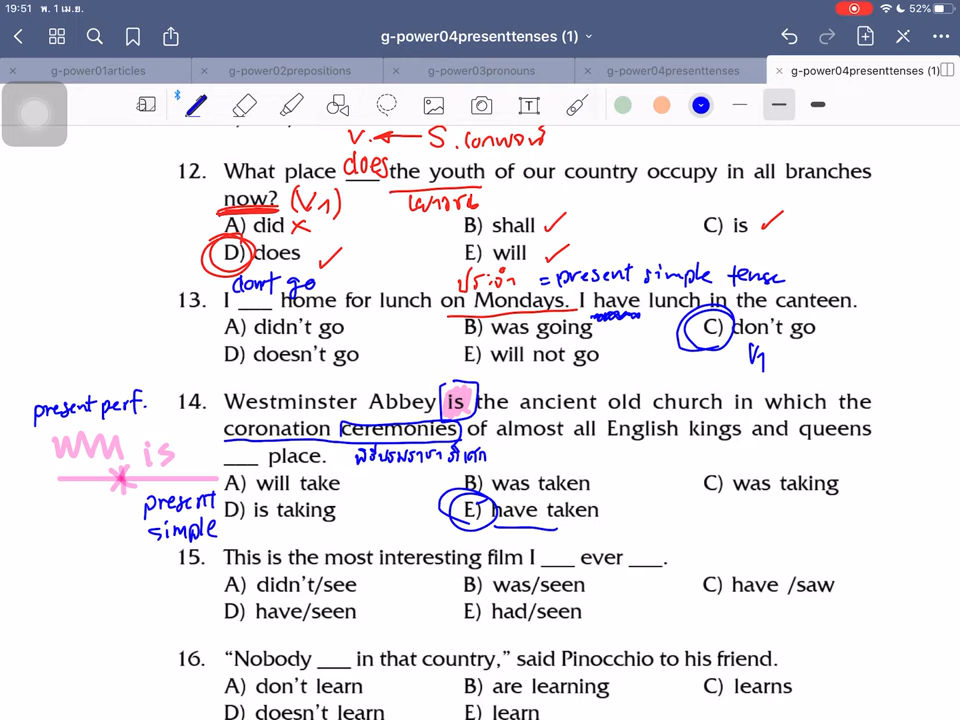 19:51 พ. 1 เม.ย. 52%
g-power04presenttenses (1)
g-power01articles g-power02prepositions g-power03pronouns g-power04presenttenses g-power04presenttenses (1)
V. ← S. เอกพจน์
12. What place ___ the youth of our country occupy in all branches
does
now? (V1) เยาวชน
A) did B) shall C) is
D) does E) will
don't go ประจำ = present simple tense
13. I ___ home for lunch on Mondays. I have lunch in the canteen.
A) didn't go B) was going C) don't go
D) doesn't go E) will not go
V1
present perf.
14. Westminster Abbey is the ancient old church in which the
coronation ceremonies of almost all English kings and queens
is
___ place. พิธีบรมราชาภิเษก
A) will take B) was taken C) was taking
D) is taking E) have taken
present
simple
15. This is the most interesting film I ___ ever ___.
A) didn't/see B) was/seen C) have /saw
D) have/seen E) had/seen
16. “Nobody ___ in that country,” said Pinocchio to his friend.
A) don't learn B) are learning C) learns
D) doesn't learn E) learn